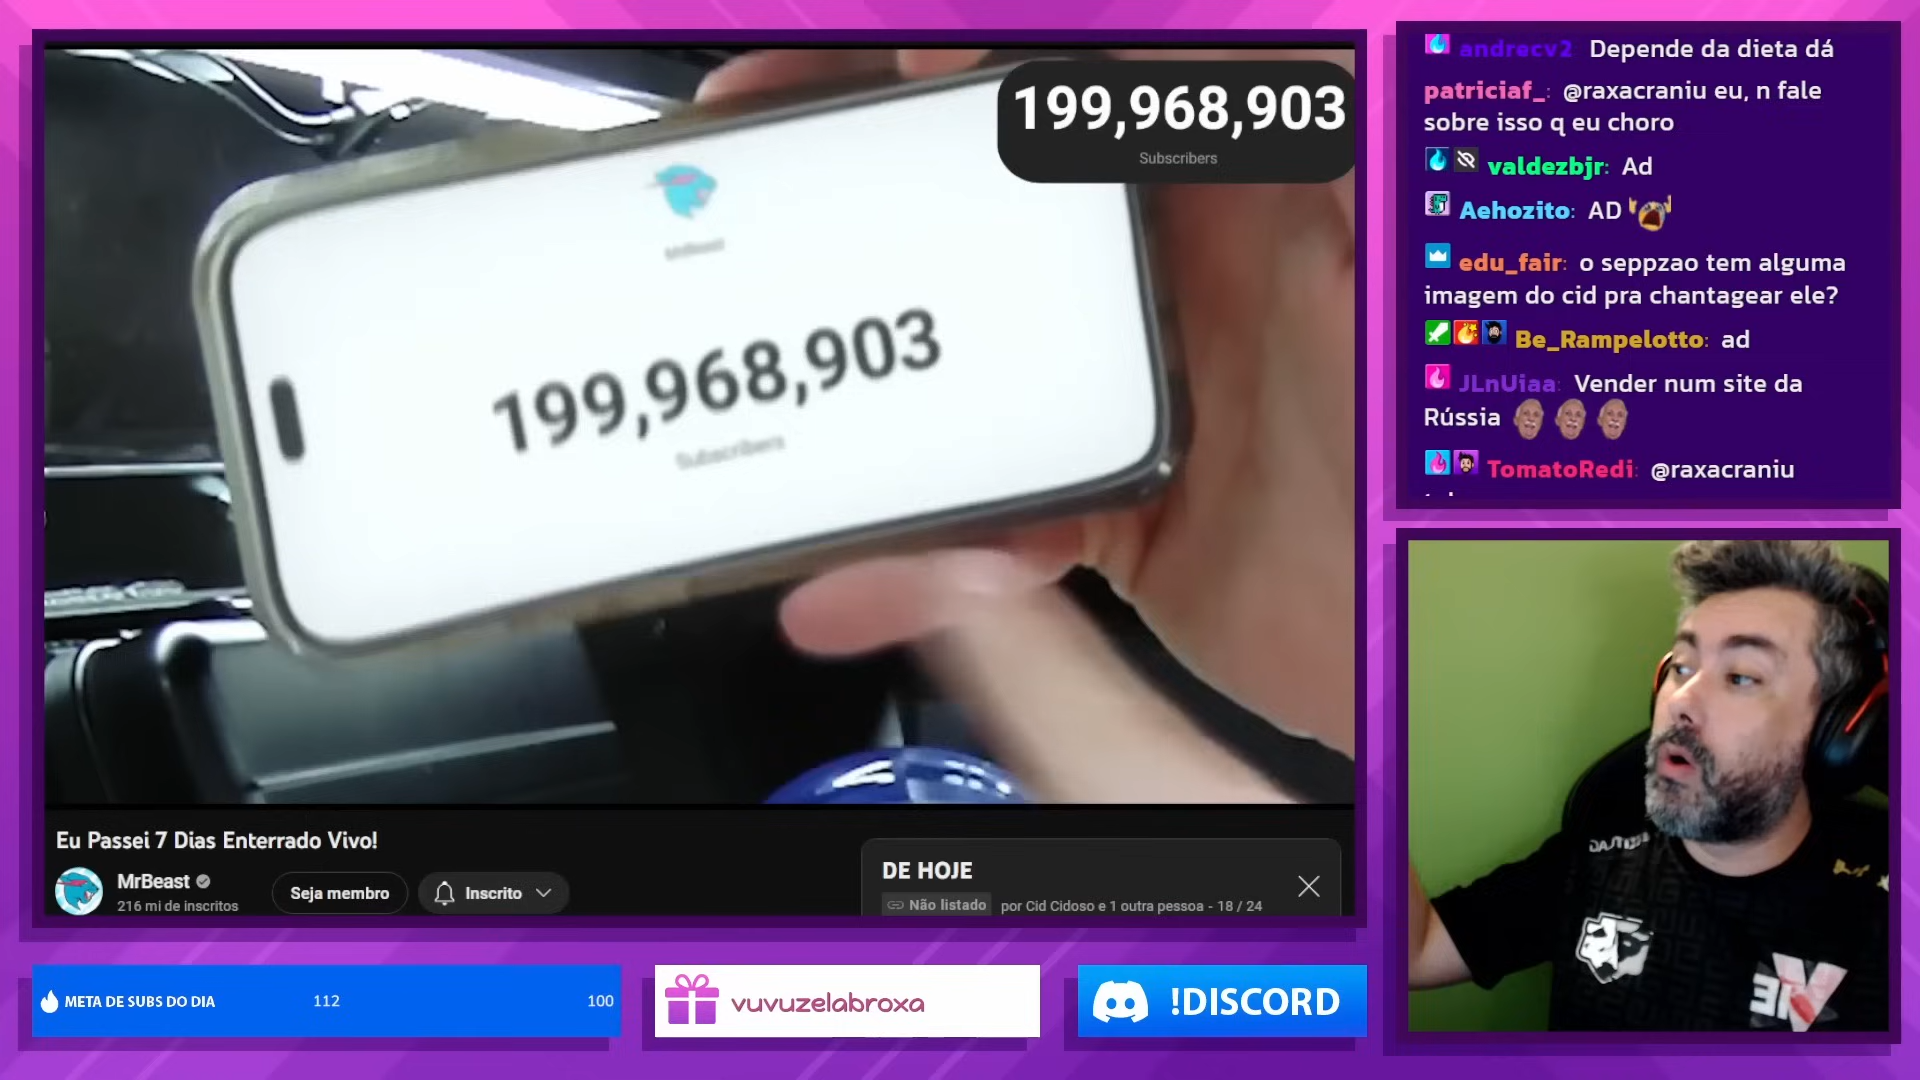 199,968,903
Subscribers
MrBeast
199,968,903
Subscribers
Eu Passei 7 Dias Enterrado Vivo!
MrBeast
216 mi de inscritos
Seja membro
Inscrito
DE HOJE
Não listado
por Cid Cidoso e 1 outra pessoa - 18 / 24
META DE SUBS DO DIA
112
100
vuvuzelabroxa
!DISCORD
andrecv2 Depende da dieta dá
patriciaf_: @raxacraniu eu, n fale
sobre isso q eu choro
valdezbjr: Ad
Aehozito: AD
edu_fair: o seppzao tem alguma
imagem do cid pra chantagear ele?
Be_Rampelotto: ad
JLnUiaa: Vender num site da
Rússia
TomatoRedi: @raxacraniu